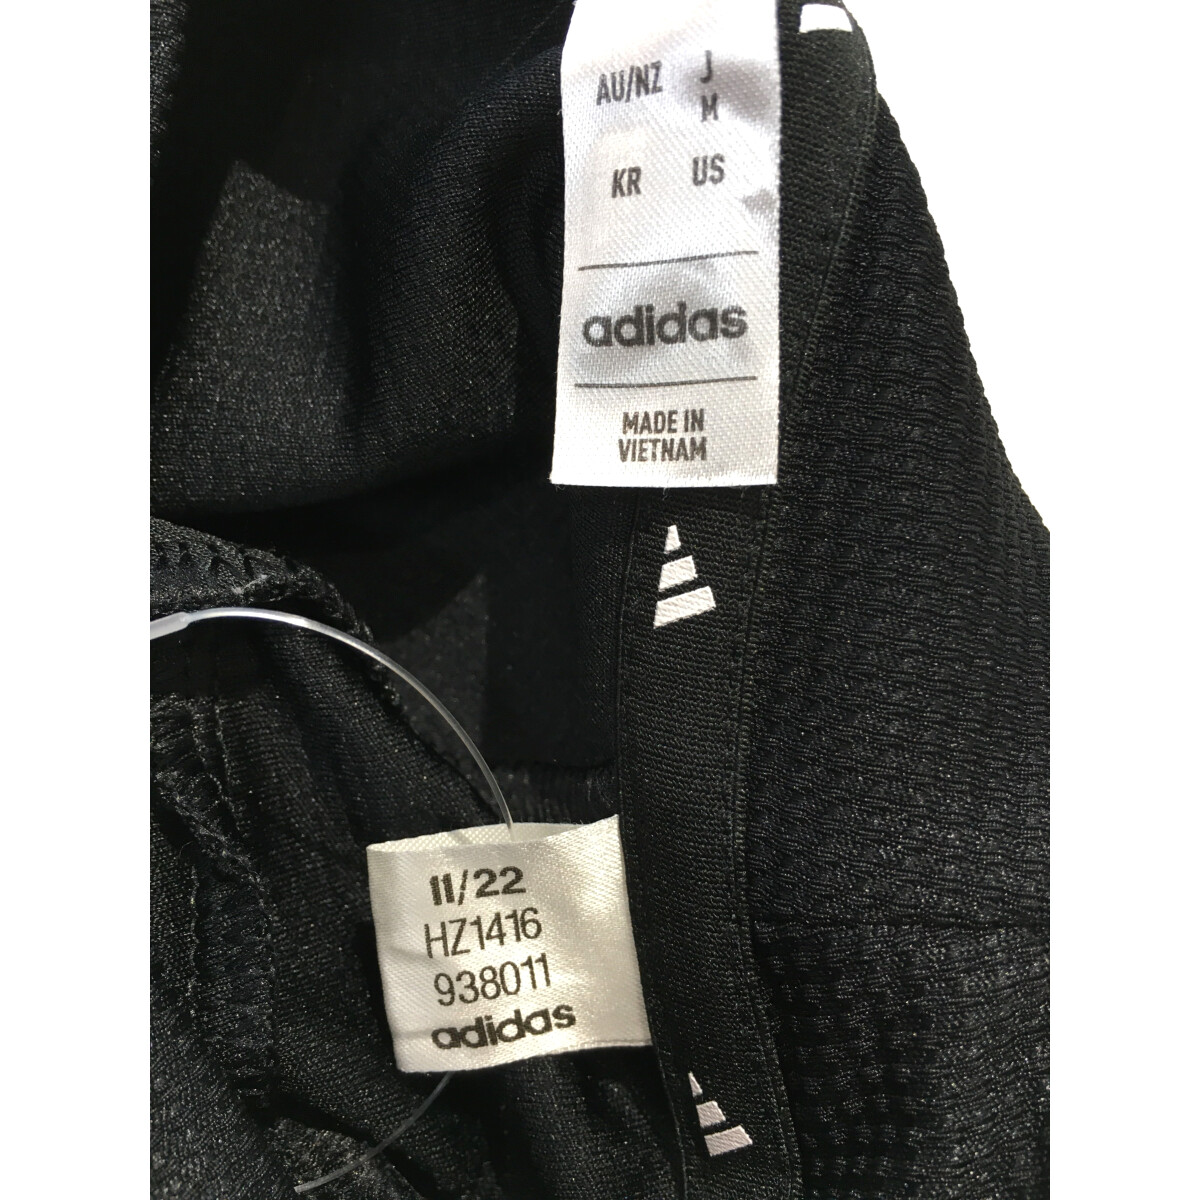 AU/NZ J
M
KR US
adidas
MADE IN
VIETNAM
11/22
HZ1416
938011
adidas